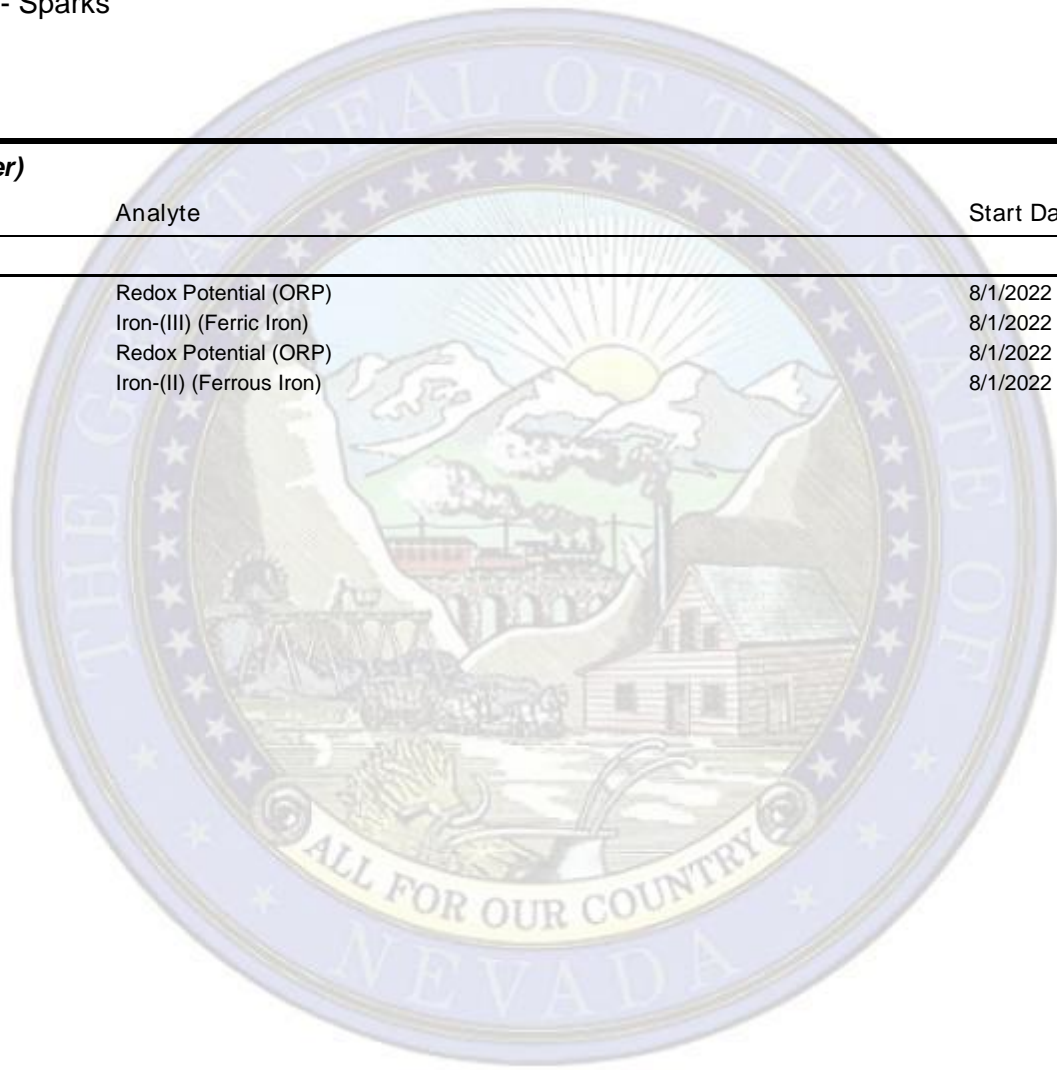 - Sparks
er)
Analyte Start Da
Redox Potential (ORP) 8/1/2022
Iron-(III) (Ferric Iron) 8/1/2022
Redox Potential (ORP) 8/1/2022
Iron-(II) (Ferrous Iron) 8/1/2022
THE GREAT SEAL OF THE STATE OF
ALL FOR OUR COUNTRY
NEVADA